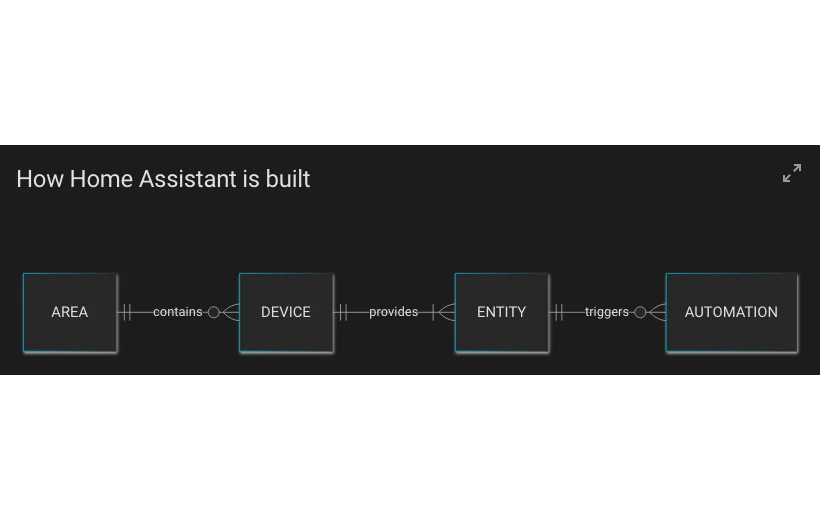 How Home Assistant is built
AREA contains DEVICE provides ENTITY triggers AUTOMATION